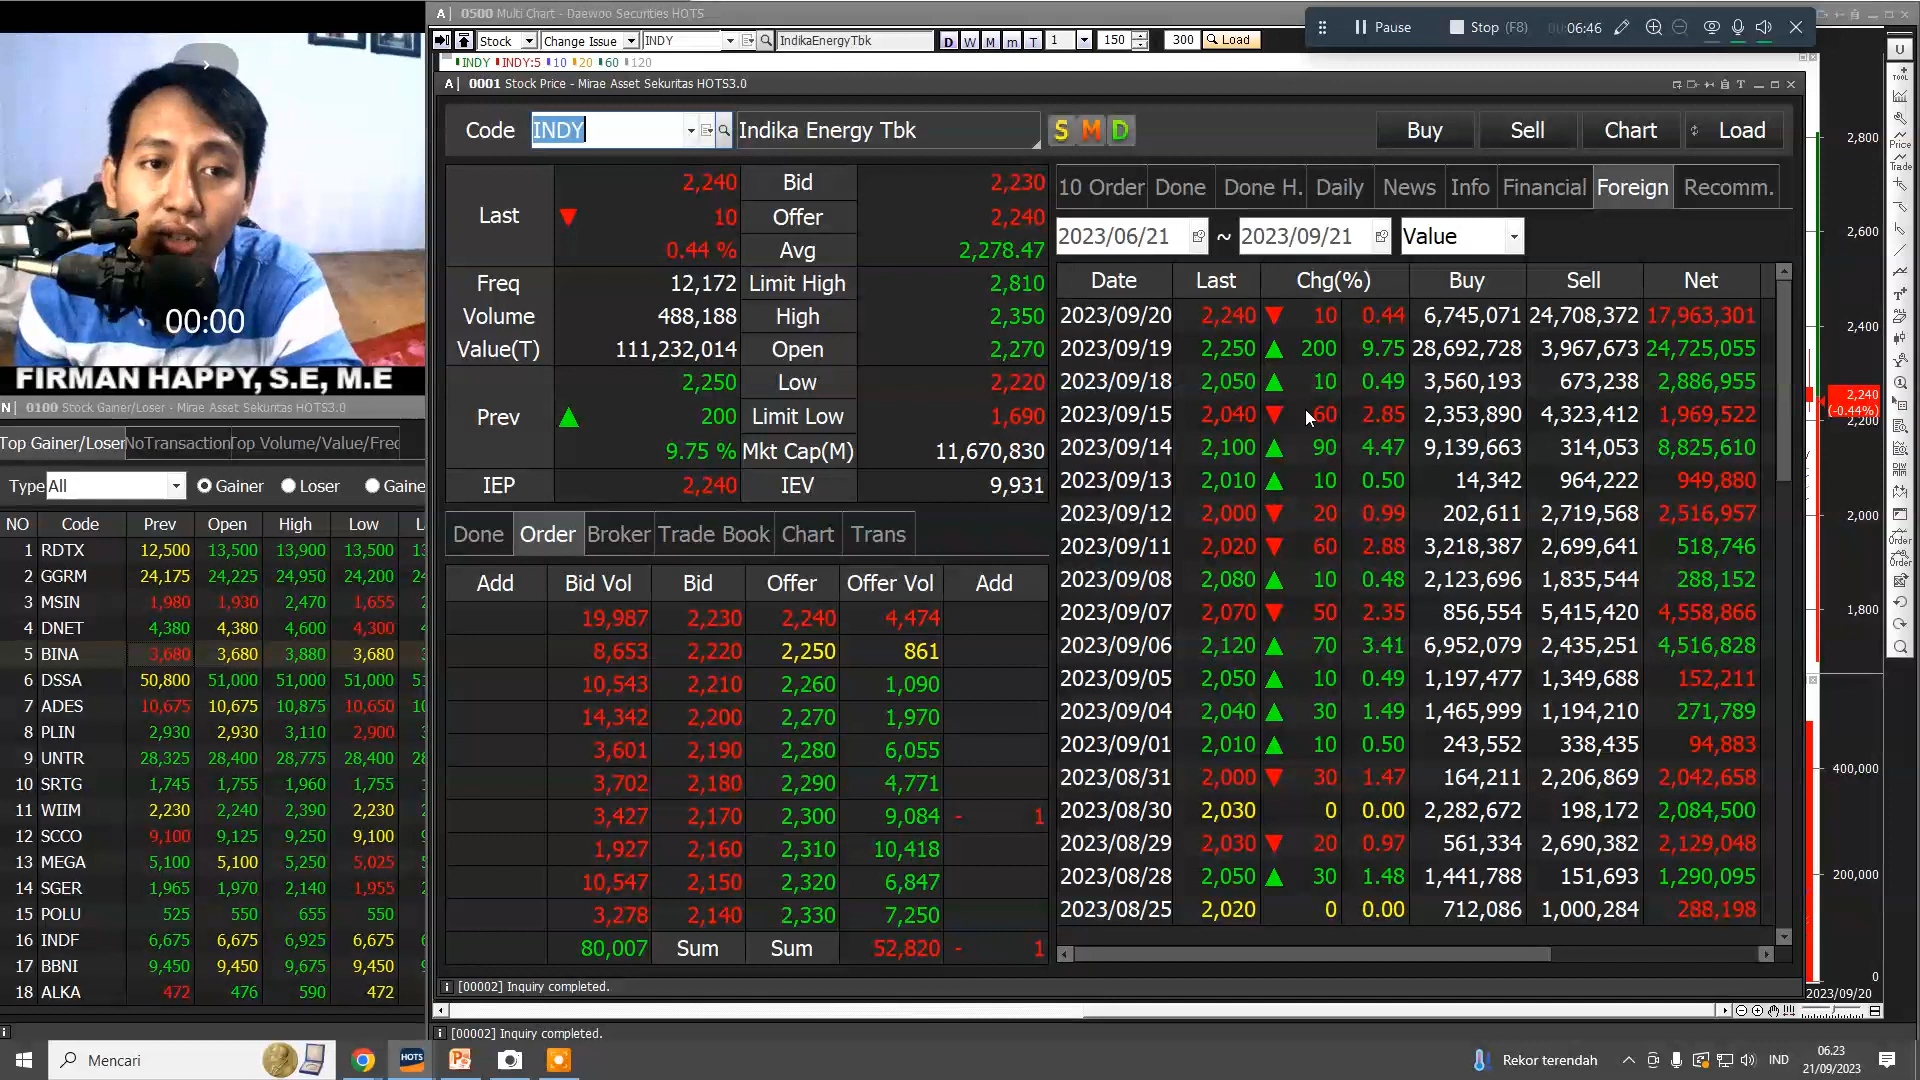 A 0500 Multi Chart - Daewoo Securities HOTS
Pause Stop (F8) 00:06:46
Stock Change Issue INDY IndikaEnergyTbk D W M m T 1 150 300 Load
INDY INDY:5 10 20 60 120
A 0001 Stock Price - Mirae Asset Sekuritas HOTS3.0
Code INDY Indika Energy Tbk S M D Buy Sell Chart Load
Last 2,240 Bid 2,230
10 Offer 2,240
0.44 % Avg 2,278.47
Freq 12,172 Limit High 2,810
Volume 488,188 High 2,350
Value(T) 111,232,014 Open 2,270
2,250 Low 2,220
Prev 200 Limit Low 1,690
9.75 % Mkt Cap(M) 11,670,830
IEP 2,240 IEV 9,931
Done Order Broker Trade Book Chart Trans
Add Bid Vol Bid Offer Offer Vol Add
19,987 2,230 2,240 4,474
8,653 2,220 2,250 861
10,543 2,210 2,260 1,090
14,342 2,200 2,270 1,970
3,601 2,190 2,280 6,055
3,702 2,180 2,290 4,771
3,427 2,170 2,300 9,084 - 1
1,927 2,160 2,310 10,418
10,547 2,150 2,320 6,847
3,278 2,140 2,330 7,250
80,007 Sum Sum 52,820 - 1
10 Order Done Done H. Daily News Info Financial Foreign Recomm.
2023/06/21 ~ 2023/09/21 Value
Date Last Chg(%) Buy Sell Net
2023/09/20 2,240 10 0.44 6,745,071 24,708,372 17,963,301
2023/09/19 2,250 200 9.75 28,692,728 3,967,673 24,725,055
2023/09/18 2,050 10 0.49 3,560,193 673,238 2,886,955
2023/09/15 2,040 60 2.85 2,353,890 4,323,412 1,969,522
2023/09/14 2,100 90 4.47 9,139,663 314,053 8,825,610
2023/09/13 2,010 10 0.50 14,342 964,222 949,880
2023/09/12 2,000 20 0.99 202,611 2,719,568 2,516,957
2023/09/11 2,020 60 2.88 3,218,387 2,699,641 518,746
2023/09/08 2,080 10 0.48 2,123,696 1,835,544 288,152
2023/09/07 2,070 50 2.35 856,554 5,415,420 4,558,866
2023/09/06 2,120 70 3.41 6,952,079 2,435,251 4,516,828
2023/09/05 2,050 10 0.49 1,197,477 1,349,688 152,211
2023/09/04 2,040 30 1.49 1,465,999 1,194,210 271,789
2023/09/01 2,010 10 0.50 243,552 338,435 94,883
2023/08/31 2,000 30 1.47 164,211 2,206,869 2,042,658
2023/08/30 2,030 0 0.00 2,282,672 198,172 2,084,500
2023/08/29 2,030 20 0.97 561,334 2,690,382 2,129,048
2023/08/28 2,050 30 1.48 1,441,788 151,693 1,290,095
2023/08/25 2,020 0 0.00 712,086 1,000,284 288,198
[00002] Inquiry completed.
[00002] Inquiry completed.
00:00
FIRMAN HAPPY, S.E, M.E
N 0100 Stock Gainer/Loser - Mirae Asset Sekuritas HOTS3.0
Top Gainer/Loser NoTransaction Top Volume/Value/Freq
Type All Gainer Loser Gaine
NO Code Prev Open High Low
1 RDTX 12,500 13,500 13,900 13,500
2 GGRM 24,175 24,225 24,950 24,200
3 MSIN 1,980 1,930 2,470 1,655
4 DNET 4,380 4,380 4,600 4,300
5 BINA 3,680 3,680 3,880 3,680
6 DSSA 50,800 51,000 51,000 51,000
7 ADES 10,675 10,675 10,875 10,650
8 PLIN 2,930 2,930 3,110 2,900
9 UNTR 28,325 28,400 28,775 28,400
10 SRTG 1,745 1,755 1,960 1,755
11 WIIM 2,230 2,240 2,390 2,230
12 SCCO 9,100 9,125 9,250 9,100
13 MEGA 5,100 5,100 5,250 5,025
14 SGER 1,965 1,970 2,140 1,955
15 POLU 525 550 655 550
16 INDF 6,675 6,675 6,925 6,675
17 BBNI 9,450 9,450 9,675 9,450
18 ALKA 472 476 590 472
2,800
2,600
2,400
2,240
(-0.44%)
2,200
2,000
1,800
400,000
200,000
0
2023/09/20
U
TOOL
Price
Trade
Order
Order
Mencari
HOTS
Rekor terendah
IND
06.23
21/09/2023